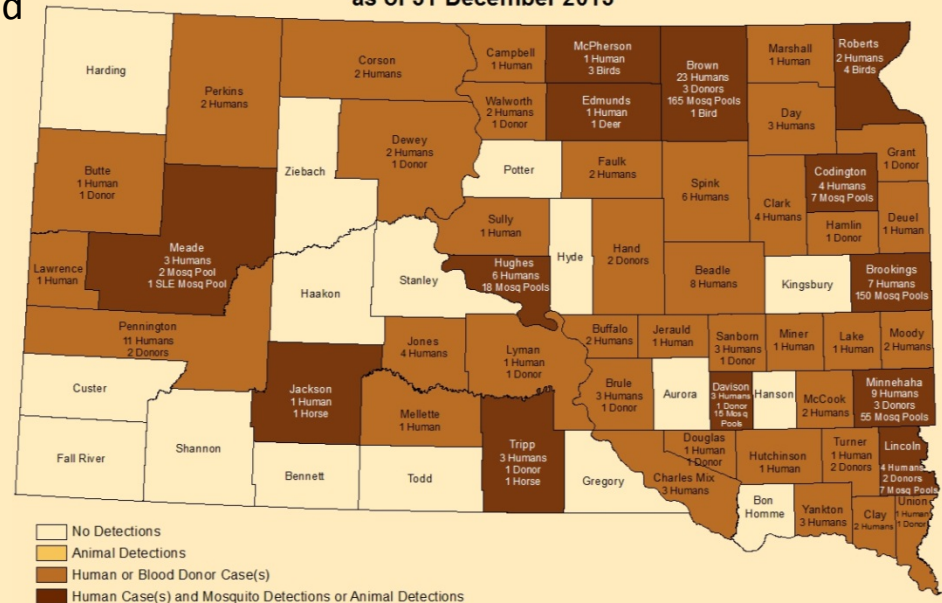 d
as of 31 December 2013
Harding
Perkins
2 Humans
Corson
2 Humans
Campbell
1 Human
McPherson
1 Human
3 Birds
Brown
23 Humans
3 Donors
165 Mosq Pools
1 Bird
Marshall
1 Human
Roberts
2 Humans
4 Birds
Walworth
2 Humans
1 Donor
Edmunds
1 Human
1 Deer
Day
3 Humans
Butte
1 Human
1 Donor
Ziebach
Dewey
2 Humans
1 Donor
Potter
Faulk
2 Humans
Spink
6 Humans
Clark
4 Humans
Codington
4 Humans
7 Mosq Pools
Grant
1 Donor
Hamlin
1 Donor
Deuel
1 Human
Meade
3 Humans
2 Mosq Pool
1 SLE Mosq Pool
Lawrence
1 Human
Haakon
Stanley
Sully
1 Human
Hughes
6 Humans
18 Mosq Pools
Hyde
Hand
2 Donors
Beadle
8 Humans
Kingsbury
Brookings
7 Humans
150 Mosq Pools
Pennington
11 Humans
2 Donors
Jones
4 Humans
Lyman
1 Human
1 Donor
Buffalo
2 Humans
Jerauld
1 Human
Sanborn
3 Humans
1 Donor
Miner
1 Human
Lake
1 Human
Moody
2 Humans
Custer
Jackson
1 Human
1 Horse
Mellette
1 Human
Tripp
3 Humans
1 Donor
1 Horse
Brule
3 Humans
1 Donor
Aurora
Davison
3 Humans
1 Donor
15 Mosq
Pools
Hanson
McCook
2 Humans
Minnehaha
9 Humans
3 Donors
55 Mosq Pools
Fall River
Shannon
Bennett
Todd
Gregory
Charles Mix
3 Humans
Douglas
1 Human
1 Donor
Hutchinson
1 Human
Turner
1 Human
2 Donors
Lincoln
4 Humans
2 Donors
7 Mosq Pools
Bon
Homme
Yankton
3 Humans
Clay
2 Humans
Union
1 Human
1 Donor
No Detections
Animal Detections
Human or Blood Donor Case(s)
Human Case(s) and Mosquito Detections or Animal Detections